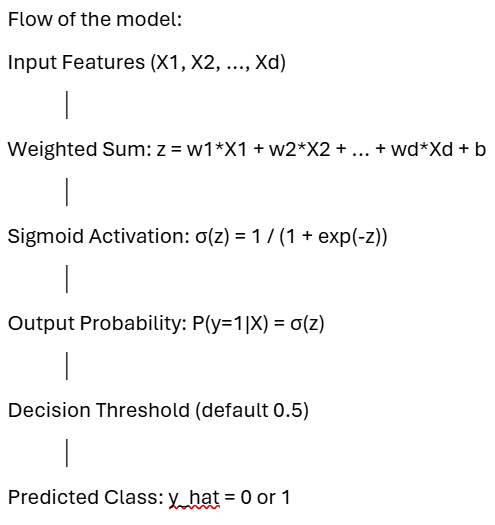 Flow of the model:
Input Features (X1, X2, ..., Xd)
Weighted Sum: z = w1*X1 + w2*X2 + ... + wd*Xd + b
Sigmoid Activation: σ(z) = 1 / (1 + exp(-z))
Output Probability: P(y=1|X) = σ(z)
Decision Threshold (default 0.5)
Predicted Class: y_hat = 0 or 1